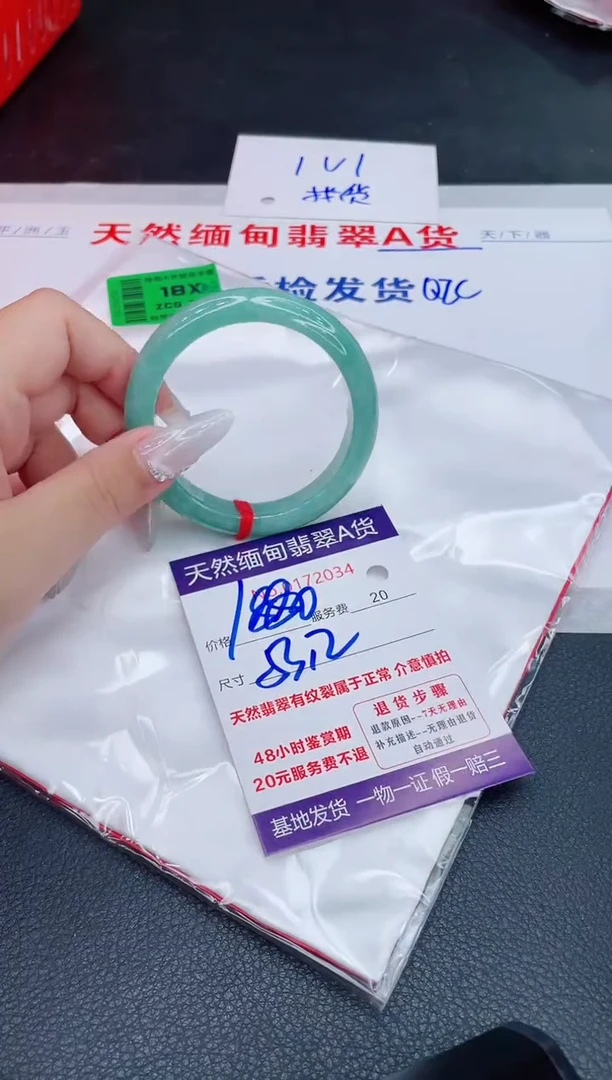 1V1
找货
天然缅甸翡翠A货
天/下/器
检发货 QIC
18X
ZCS
天然缅甸翡翠A货
0172034
价格
服务费 20
尺寸
天然翡翠有纹裂属于正常 介意慎拍
退货步骤
退款原因--7天无理由
补充描述--无理由退货
自动通过
48小时鉴赏期
20元服务费不退
基地发货 一物一证 假一赔三